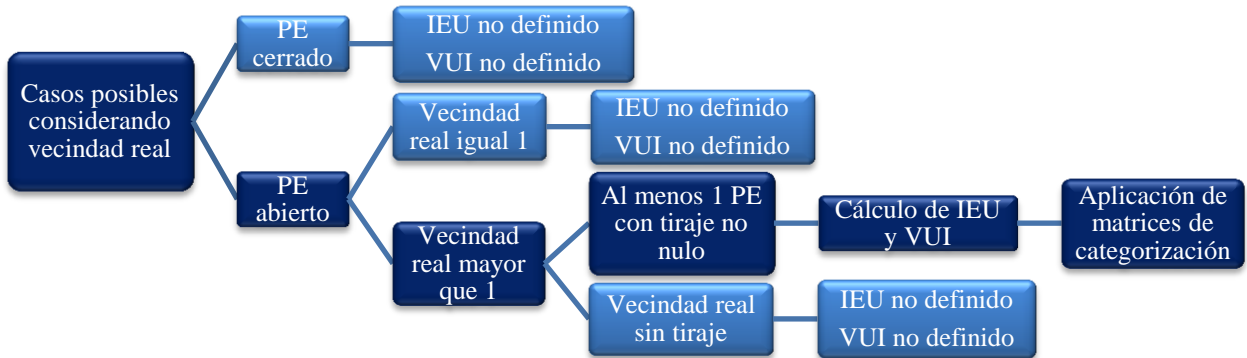 Casos posibles
considerando
vecindad real
PE
cerrado
IEU no definido
VUI no definido
PE
abierto
Vecindad
real igual 1
IEU no definido
VUI no definido
Vecindad
real mayor
que 1
Al menos 1 PE
con tiraje no
nulo
Cálculo de IEU
y VUI
Aplicación de
matrices de
categorización
Vecindad real
sin tiraje
IEU no definido
VUI no definido